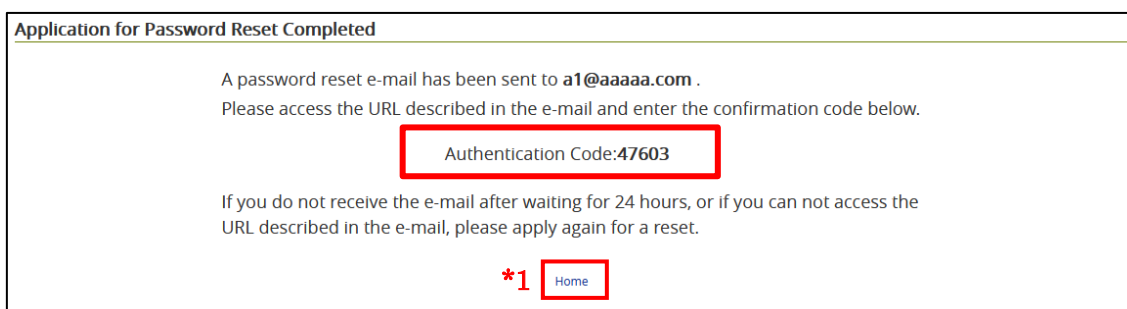 Application for Password Reset Completed
A password reset e-mail has been sent to a1@aaaaa.com .
Please access the URL described in the e-mail and enter the confirmation code below.
Authentication Code:47603
If you do not receive the e-mail after waiting for 24 hours, or if you can not access the
URL described in the e-mail, please apply again for a reset.
*1 Home